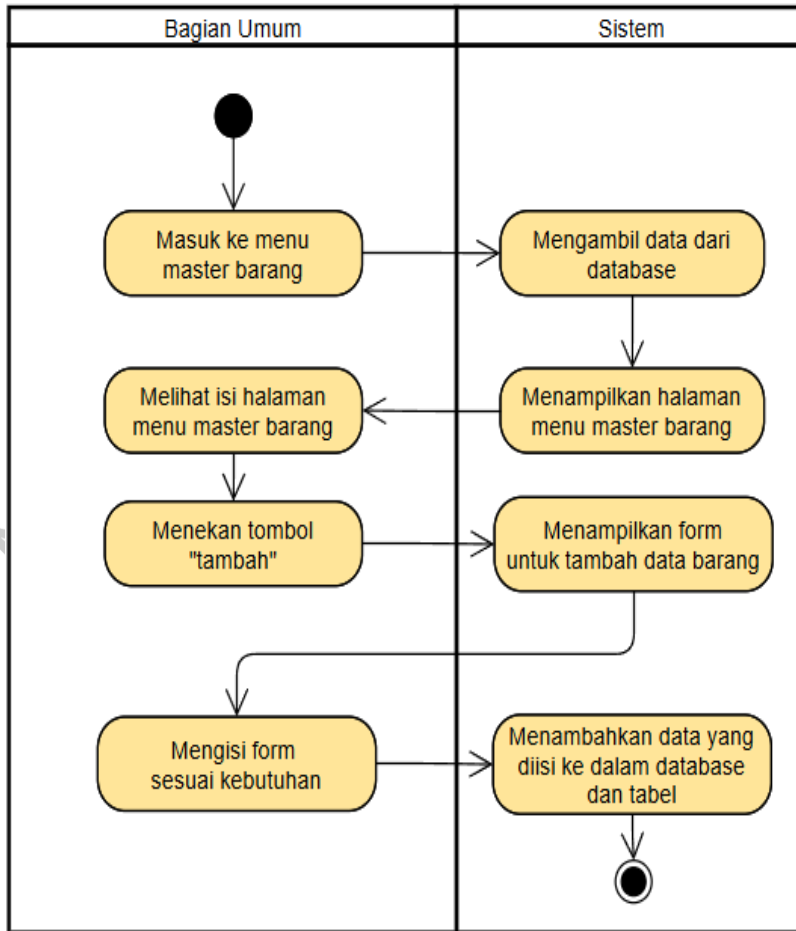 Bagian Umum
Sistem
Masuk ke menu
master barang
Mengambil data dari
database
Menampilkan halaman
menu master barang
Melihat isi halaman
menu master barang
Menekan tombol
"tambah"
Menampilkan form
untuk tambah data barang
Mengisi form
sesuai kebutuhan
Menambahkan data yang
diisi ke dalam database
dan tabel